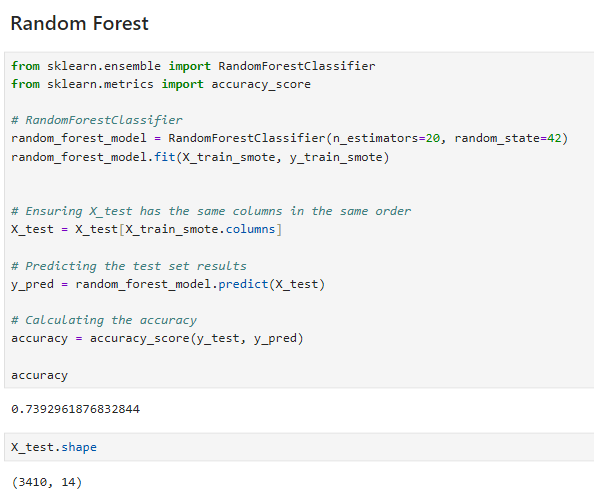 Random Forest
from sklearn.ensemble import RandomForestClassifier
from sklearn.metrics import accuracy_score
# RandomForestClassifier
random_forest_model = RandomForestClassifier(n_estimators=20, random_state=42)
random_forest_model.fit(X_train_smote, y_train_smote)
# Ensuring X_test has the same columns in the same order
X_test = X_test[X_train_smote.columns]
# Predicting the test set results
y_pred = random_forest_model.predict(X_test)
# Calculating the accuracy
accuracy = accuracy_score(y_test, y_pred)
accuracy
0.7392961876832844
X_test.shape
(3410, 14)